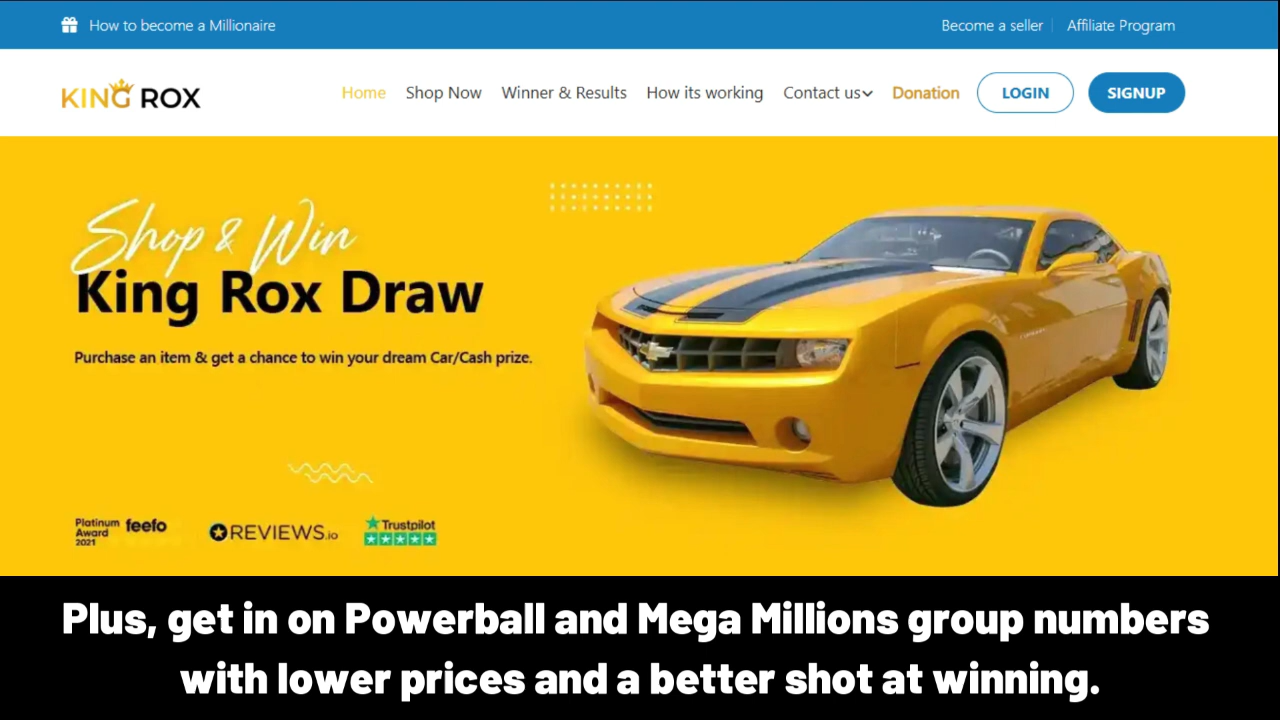 How to become a Millionaire
Become a seller
Affiliate Program
KING ROX
Home
Shop Now
Winner & Results
How its working
Contact us
Donation
LOGIN
SIGNUP
Shop & Win
King Rox Draw
Purchase an item & get a chance to win your dream Car/Cash prize.
Platinum
Award
2021
feefo
REVIEWS.io
Trustpilot
Plus, get in on Powerball and Mega Millions group numbers
with lower prices and a better shot at winning.